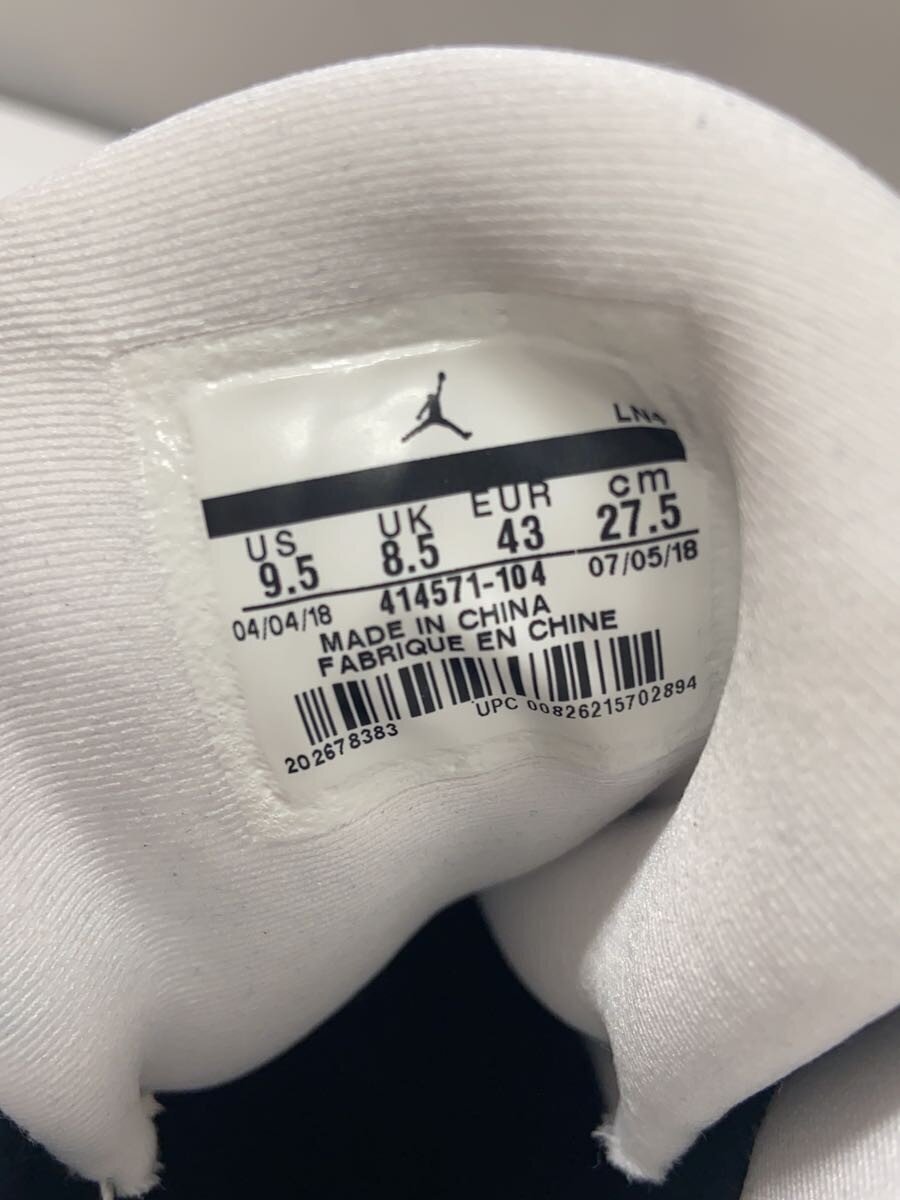 LN4
US UK EUR cm
9.5 8.5 43 27.5
04/04/18 414571-104 07/05/18
MADE IN CHINA
FABRIQUE EN CHINE
202678383 UPC 00826215702894